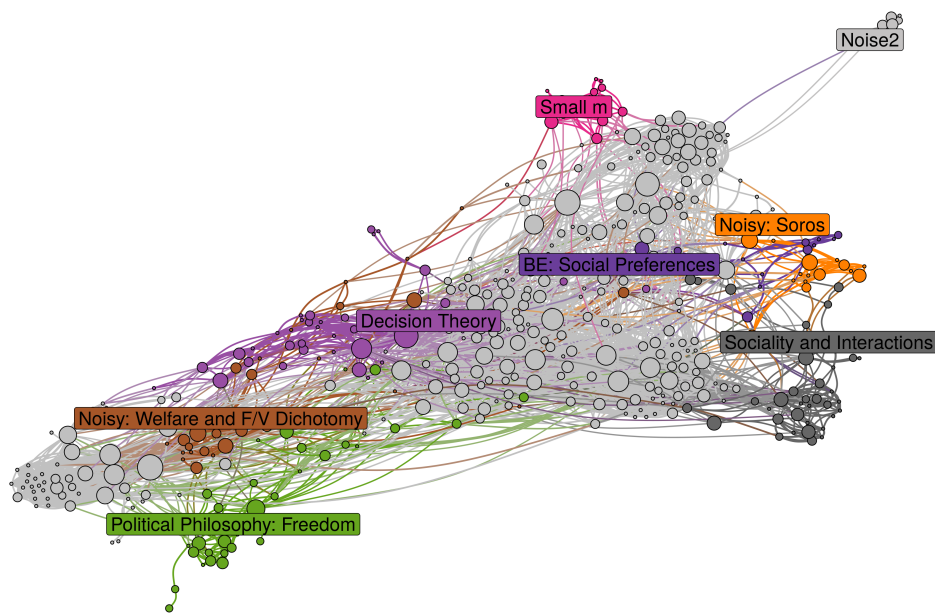 Noise2
Small m
Noisy: Soros
BE: Social Preferences
Decision Theory
Sociality and Interactions
Noisy: Welfare and F/V Dichotomy
Political Philosophy: Freedom